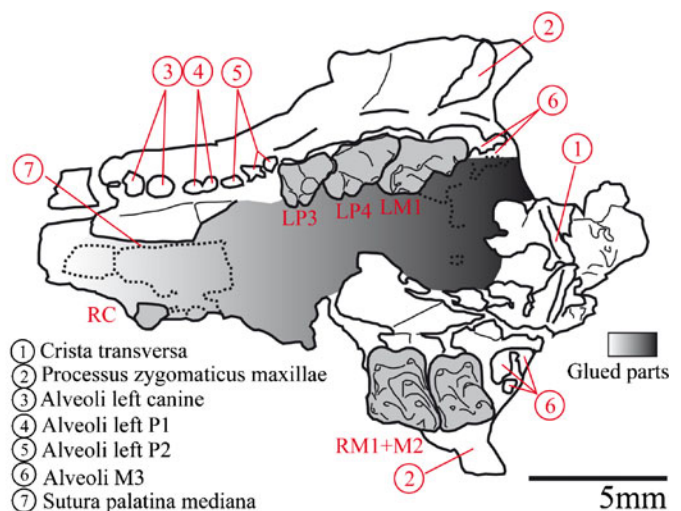 2
3
4
5
6
1
7
LP3
LP4
LM1
RC
Glued parts
1 Crista transversa
2 Processus zygomaticus maxillae
3 Alveoli left canine
4 Alveoli left P1
5 Alveoli left P2
6 Alveoli M3
7 Sutura palatina mediana
6
RM1+M2
2
5mm